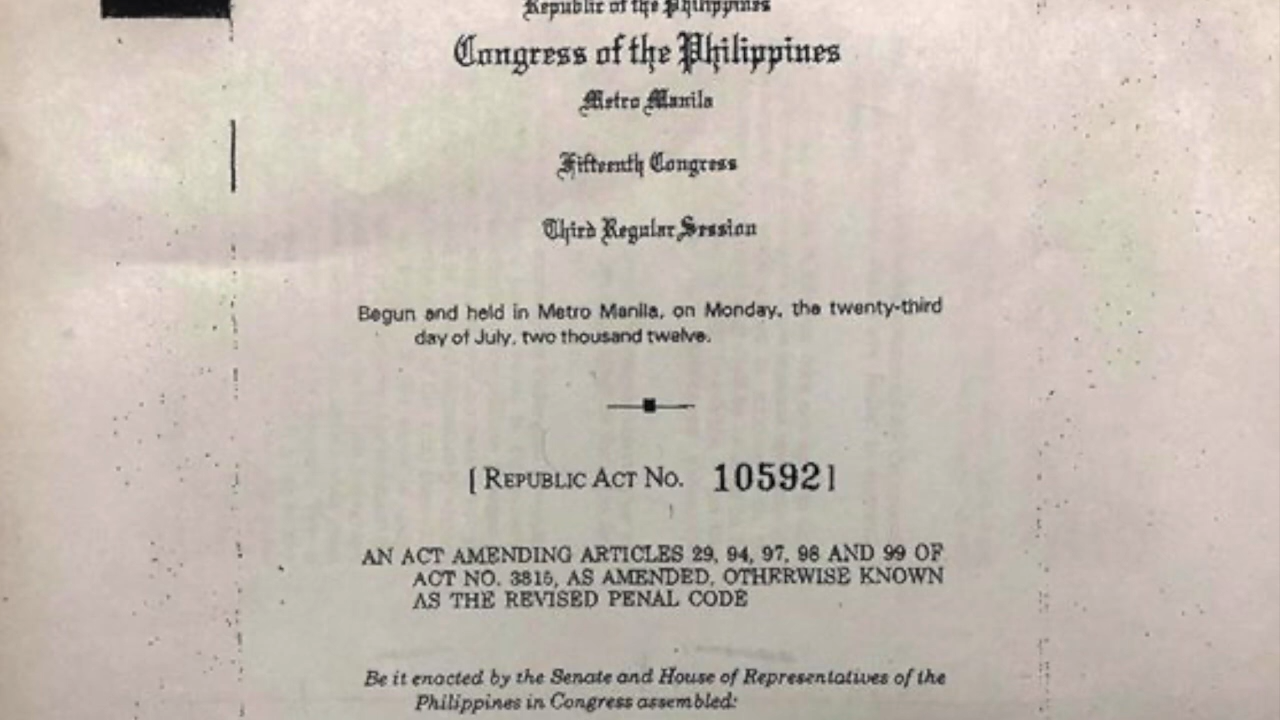 Republic of the Philippines
Congress of the Philippines
Metro Manila
Fifteenth Congress
Third Regular Session
Begun and held in Metro Manila, on Monday, the twenty-third
day of July, two thousand twelve.
[ REPUBLIC ACT NO. 10592 ]
AN ACT AMENDING ARTICLES 29, 94, 97, 98 AND 99 OF
ACT NO. 3815, AS AMENDED, OTHERWISE KNOWN
AS THE REVISED PENAL CODE
Be it enacted by the Senate and House of Representatives of the
Philippines in Congress assembled: